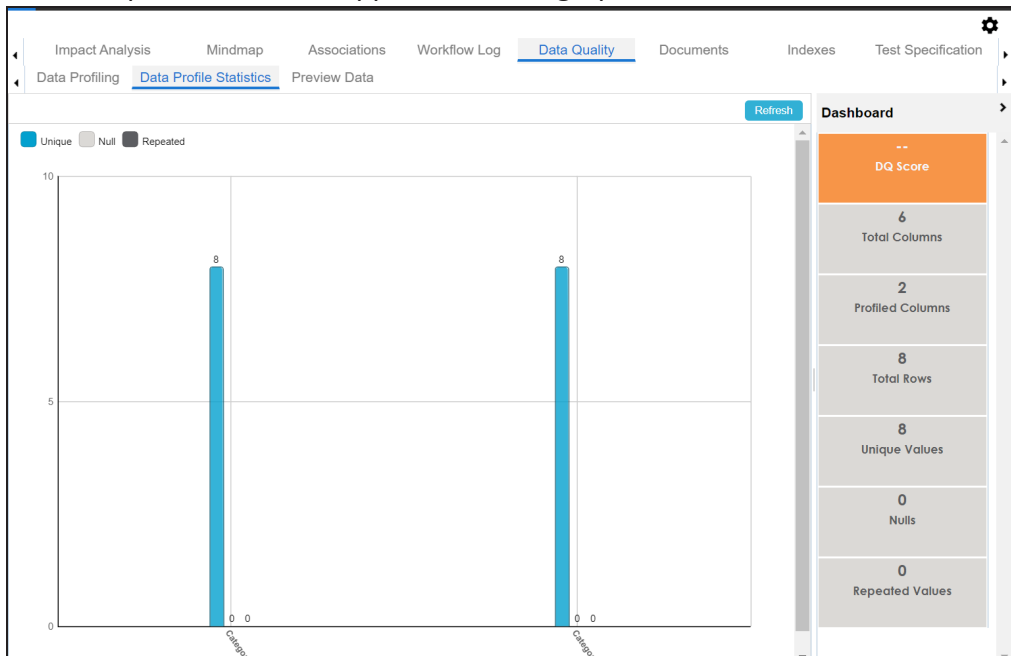 Impact Analysis Mindmap Associations Workflow Log Data Quality Documents Indexes Test Specification
Data Profiling Data Profile Statistics Preview Data
Refresh
Unique Null Repeated
10
5
0
8
0 0
8
0 0
Dashboard
--
DQ Score
6
Total Columns
2
Profiled Columns
8
Total Rows
8
Unique Values
0
Nulls
0
Repeated Values